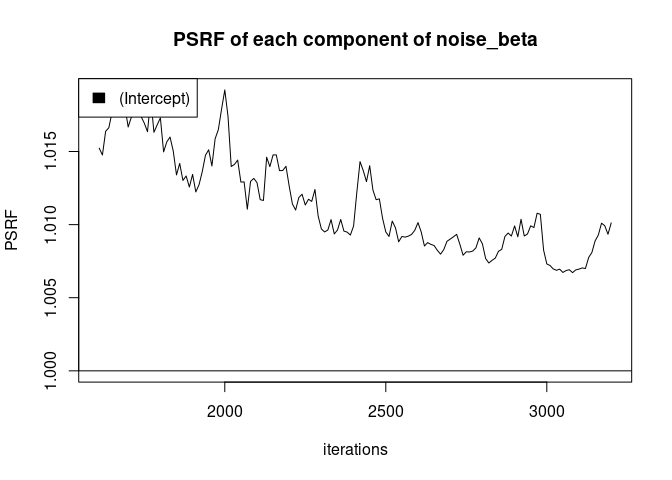 PSRF of each component of noise_beta
(Intercept)
PSRF
1.015
1.010
1.005
1.000
2000 2500 3000
iterations